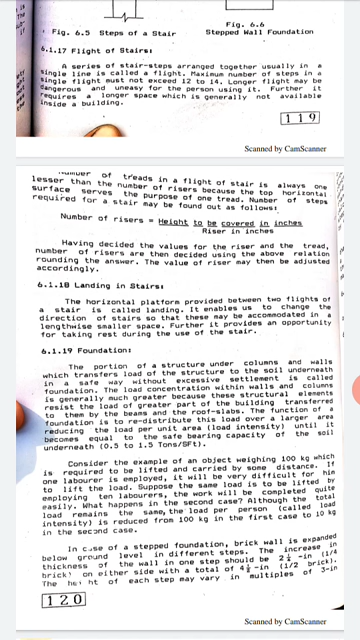 Fig. 6.5 Steps of a Stair
Fig. 6.6
Stepped Wall Foundation
6.1.17 Flight of Stairs:
A series of stair-steps arranged together usually in a
single line is called a flight. Maximum number of steps in a
single flight must not exceed 12 to 14. Longer flight may be
dangerous and uneasy for the person using it. Further it
requires a longer space which is generally not available
inside a building.
119
Scanned by CamScanner
Number of treads in a flight of stair is always one
lesser than the number of risers because the top horizontal
surface serves the purpose of one tread. Number of steps
required for a stair may be found out as follows:
Number of risers = Height to be covered in inches
Riser in inches
Having decided the values for the riser and the tread,
number of risers are then decided using the above relation
rounding the answer. The value of riser may then be adjusted
accordingly.
6.1.18 Landing in Stairs:
The horizontal platform provided between two flights of
a stair is called landing. It enables us to change the
direction of stairs so that these may be accommodated in a
lengthwise smaller space. Further it provides an opportunity
for taking rest during the use of the stair.
6.1.19 Foundation:
The portion of a structure under columns and walls
which transfers load of the structure to the soil underneath
in a safe way without excessive settlement is called
foundation. The load concentration within walls and columns
is generally much greater because these structural elements
resist the load of greater part of the building transferred
to them by the beams and the roof-slabs. The function of a
foundation is to re-distribute this load over a larger area
reducing the load per unit area (load intensity) until it
becomes equal to the safe bearing capacity of the soil
underneath (0.5 to 1.5 Tons/SFt).
Consider the example of an object weighing 100 kg which
is required to be lifted and carried by some distance. If
one labourer is employed, it will be very difficult for him
to lift the load. Suppose the same load is to be lifted by
employing ten labourers, the work will be completed quite
easily. What happens in the second case? Although the total
load remains the same, the load per person (called load
intensity) is reduced from 100 kg in the first case to 10 kg
in the second case.
In case of a stepped foundation, brick wall is expanded
below ground level in different steps. The increase in
thickness of the wall in one step should be 2¼ -in (1/4
brick) on either side with a total of 4½-in (1/2 brick).
The height of each step may vary in multiples of 3-in
120
Scanned by CamScanner